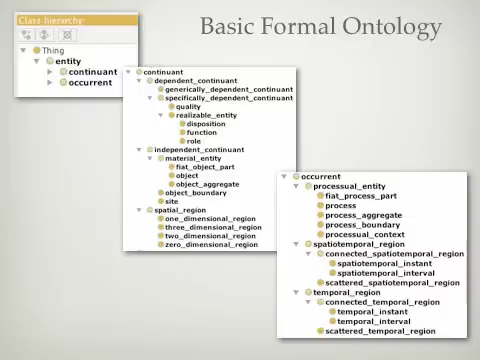 Basic Formal Ontology
Class hierarchy:
Thing
entity
continuant
occurrent
continuant
dependent_continuant
generically_dependent_continuant
specifically_dependent_continuant
quality
realizable_entity
disposition
function
role
independent_continuant
material_entity
fiat_object_part
object
object_aggregate
object_boundary
site
spatial_region
one_dimensional_region
three_dimensional_region
two_dimensional_region
zero_dimensional_region
occurrent
processual_entity
fiat_process_part
process
process_aggregate
process_boundary
processual_context
spatiotemporal_region
connected_spatiotemporal_region
spatiotemporal_instant
spatiotemporal_interval
scattered_spatiotemporal_region
temporal_region
connected_temporal_region
temporal_instant
temporal_interval
scattered_temporal_region